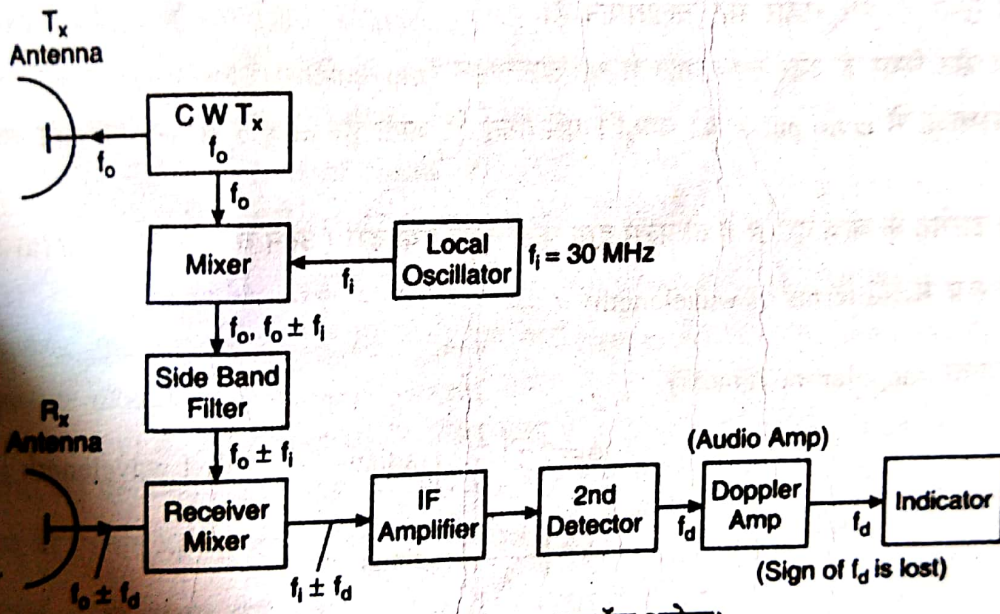 Tx
Antenna
C W Tx
fo
fo
fo
Mixer
Local
Oscillator
fi = 30 MHz
fi
fo, fo ± fi
Side Band
Filter
fo ± fi
Rx
Antenna
Receiver
Mixer
fo ± fd
fi ± fd
IF
Amplifier
2nd
Detector
fd
(Audio Amp)
Doppler
Amp
fd
Indicator
(Sign of fd is lost)